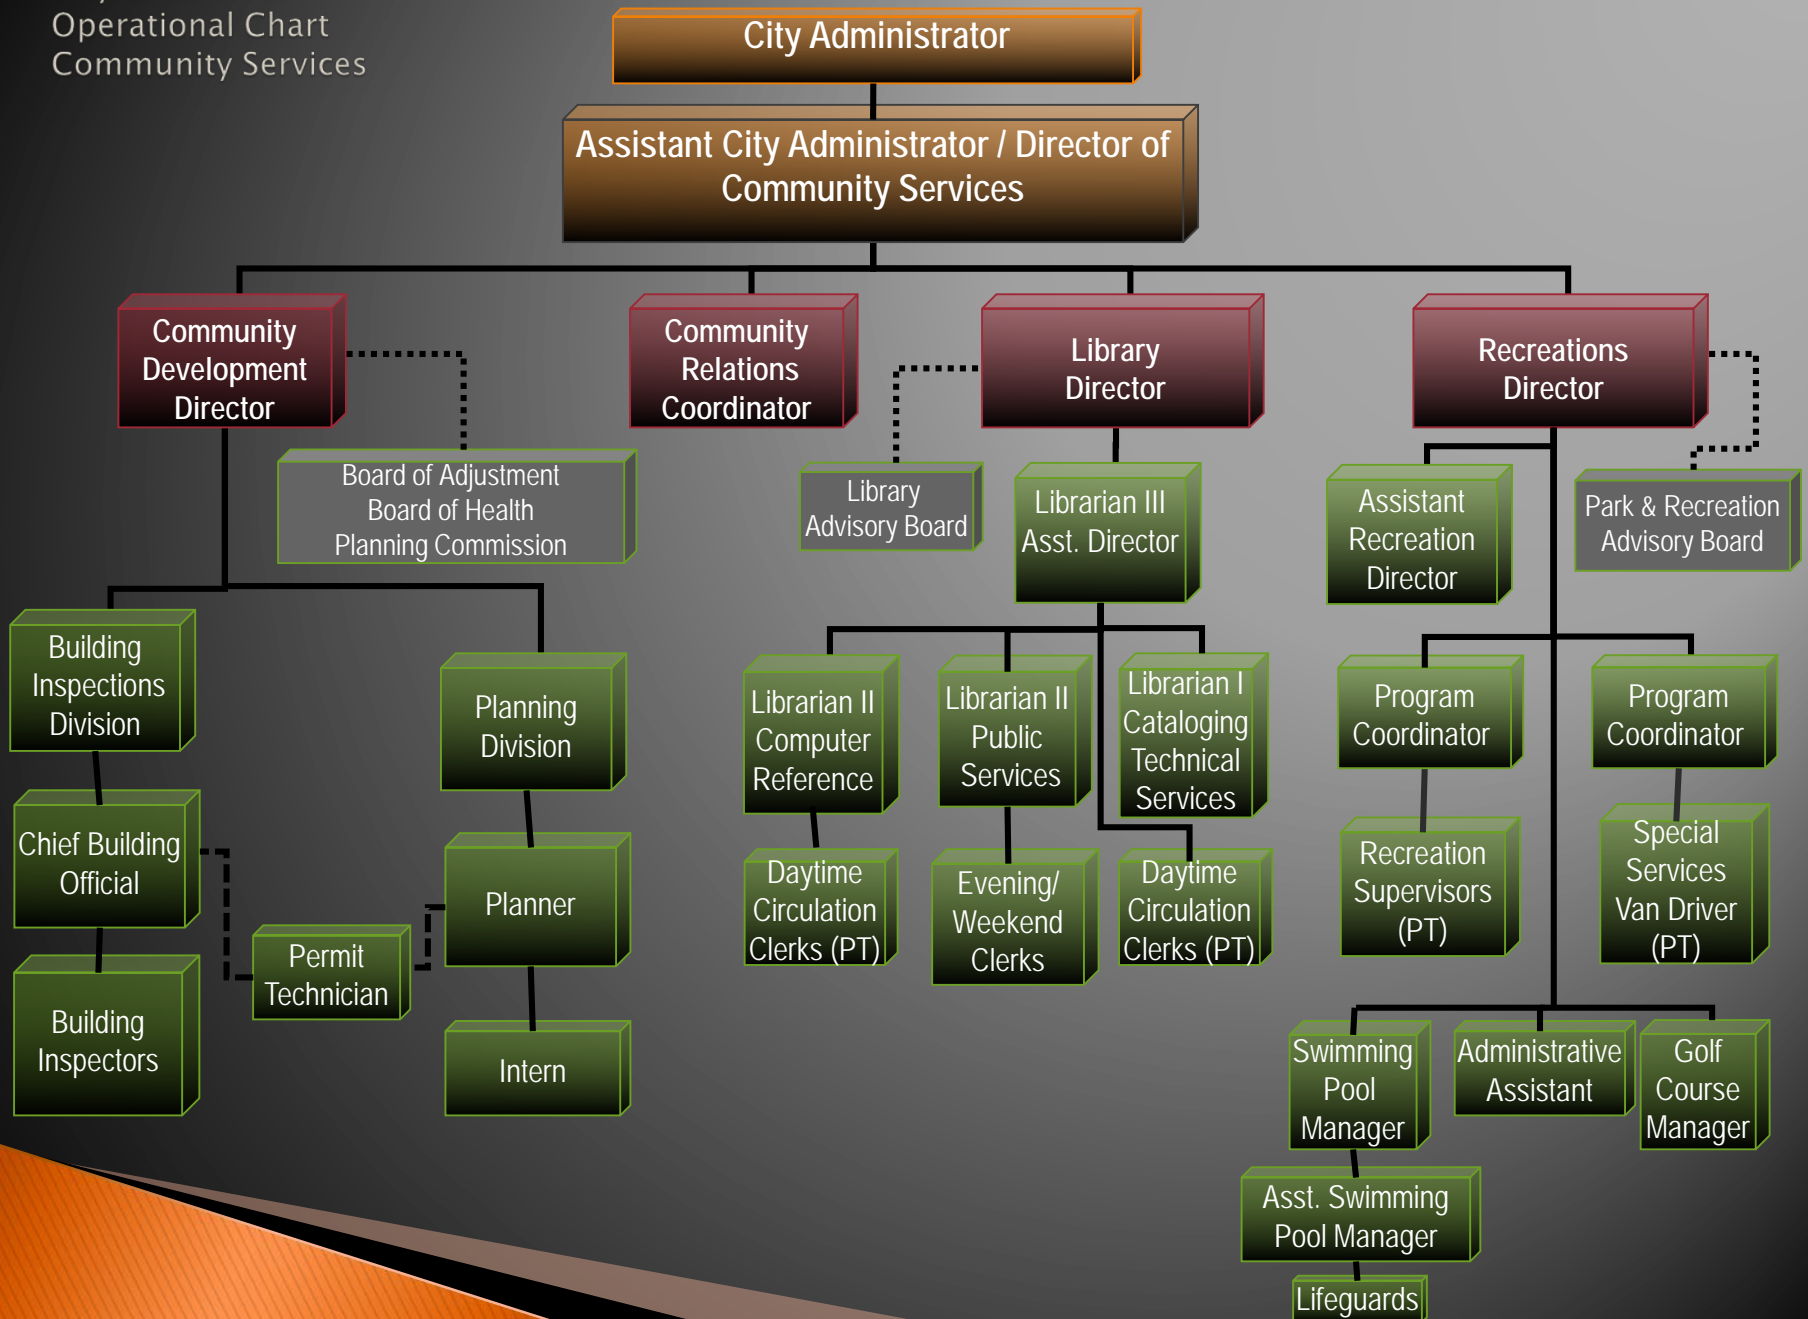 Operational Chart
Community Services
City Administrator
Assistant City Administrator / Director of
Community Services
Community
Development
Director
Community
Relations
Coordinator
Library
Director
Recreations
Director
Board of Adjustment
Board of Health
Planning Commission
Library
Advisory Board
Librarian III
Asst. Director
Assistant
Recreation
Director
Park & Recreation
Advisory Board
Building
Inspections
Division
Planning
Division
Librarian II
Computer
Reference
Librarian II
Public
Services
Librarian I
Cataloging
Technical
Services
Program
Coordinator
Program
Coordinator
Chief Building
Official
Planner
Daytime
Circulation
Clerks (PT)
Evening/
Weekend
Clerks
Daytime
Circulation
Clerks (PT)
Recreation
Supervisors
(PT)
Special
Services
Van Driver
(PT)
Permit
Technician
Building
Inspectors
Intern
Swimming
Pool
Manager
Administrative
Assistant
Golf
Course
Manager
Asst. Swimming
Pool Manager
Lifeguards